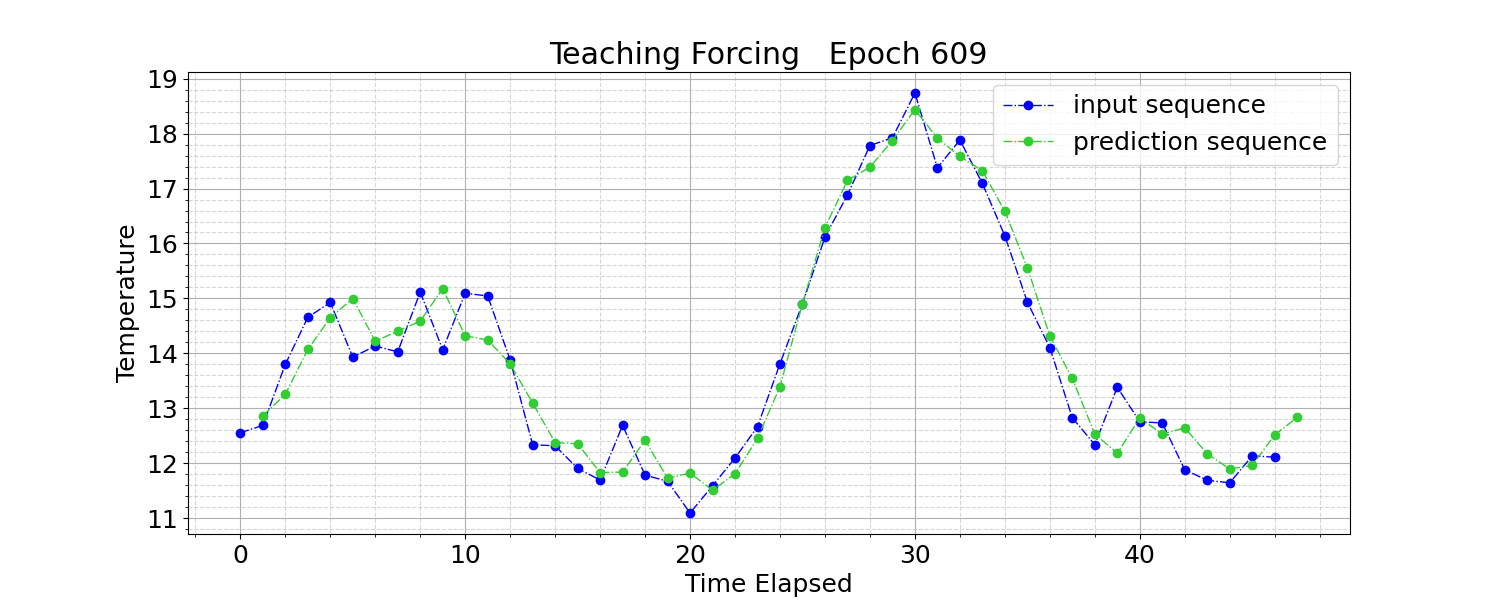 Teaching Forcing   Epoch 609
19
18
17
16
15
14
13
12
11
Temperature
input sequence
prediction sequence
0 10 20 30 40
Time Elapsed